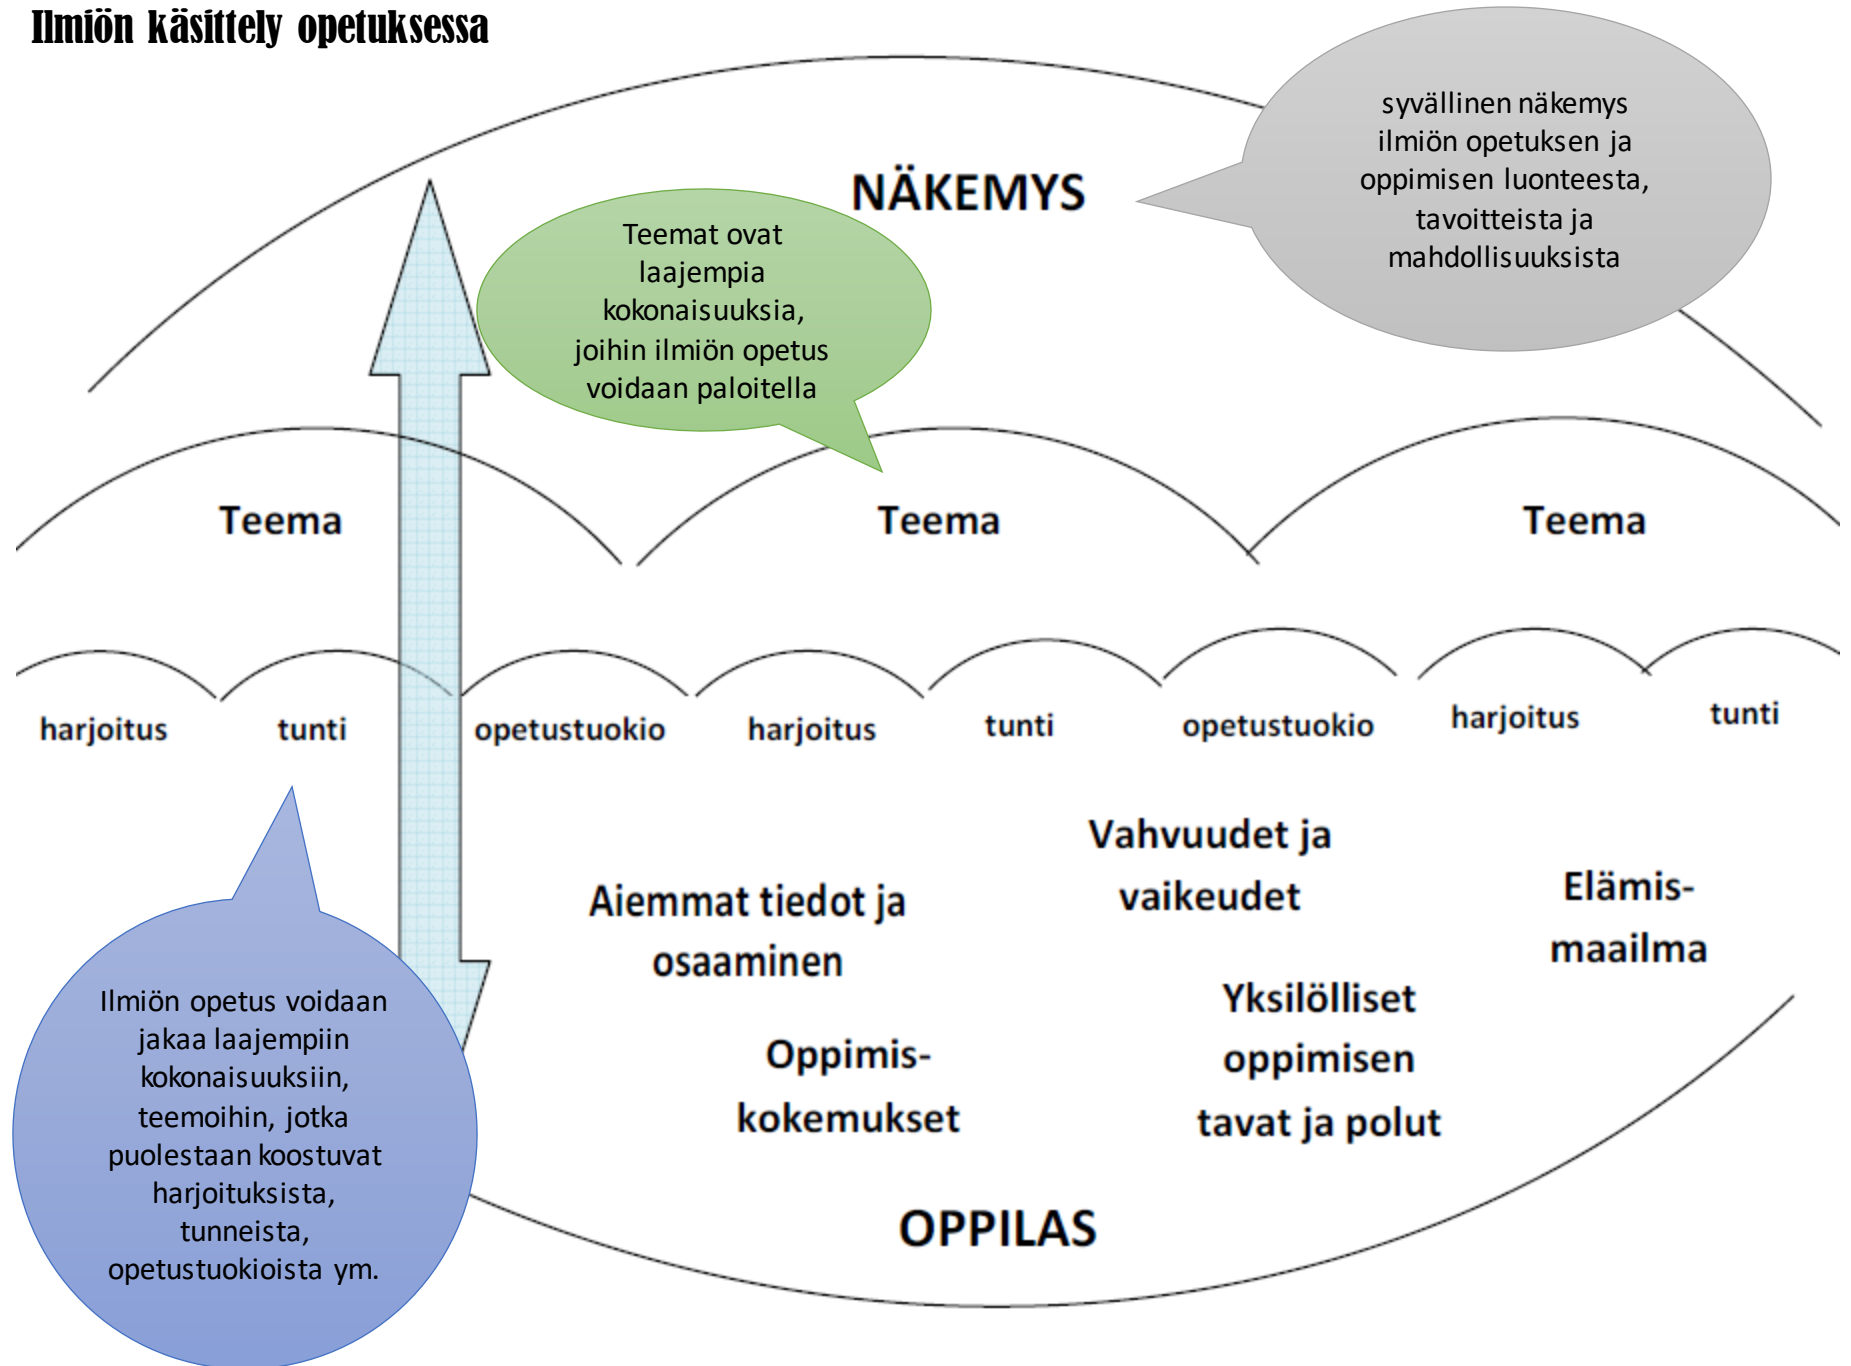 Ilmiön käsittely opetuksessa
syvällinen näkemys
ilmiön opetuksen ja
oppimisen luonteesta,
tavoitteista ja
mahdollisuuksista
NÄKEMYS
Teemat ovat
laajempia
kokonaisuuksia,
joihin ilmiön opetus
voidaan paloitella
Teema
Teema
Teema
harjoitus
tunti
opetustuokio
harjoitus
tunti
opetustuokio
harjoitus
tunti
Vahvuudet ja
vaikeudet
Aiemmat tiedot ja
osaaminen
Elämis-
maailma
Yksilölliset
oppimisen
tavat ja polut
Oppimis-
kokemukset
Ilmiön opetus voidaan
jakaa laajempiin
kokonaisuuksiin,
teemoihin, jotka
puolestaan koostuvat
harjoituksista,
tunneista,
opetustuokioista ym.
OPPILAS